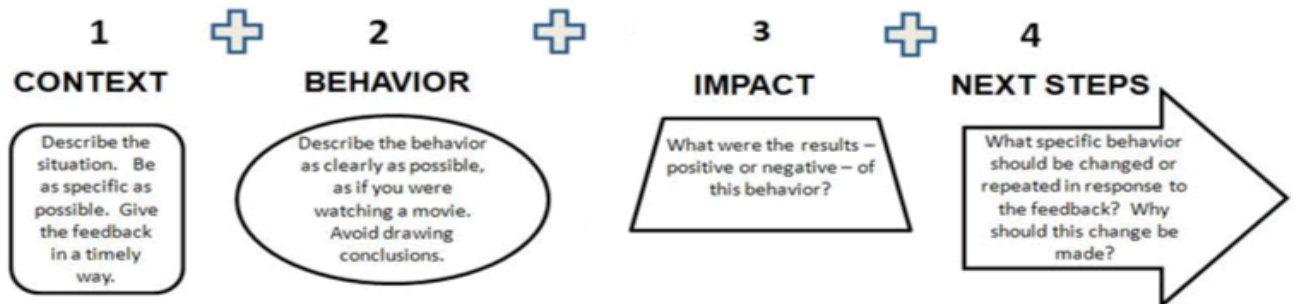 1 2 3 4
CONTEXT BEHAVIOR IMPACT NEXT STEPS
Describe the
situation. Be
as specific as
possible. Give
the feedback
in a timely
way.
Describe the behavior
as clearly as possible,
as if you were
watching a movie.
Avoid drawing
conclusions.
What were the results –
positive or negative – of
this behavior?
What specific behavior
should be changed or
repeated in response to
the feedback? Why
should this change be
made?